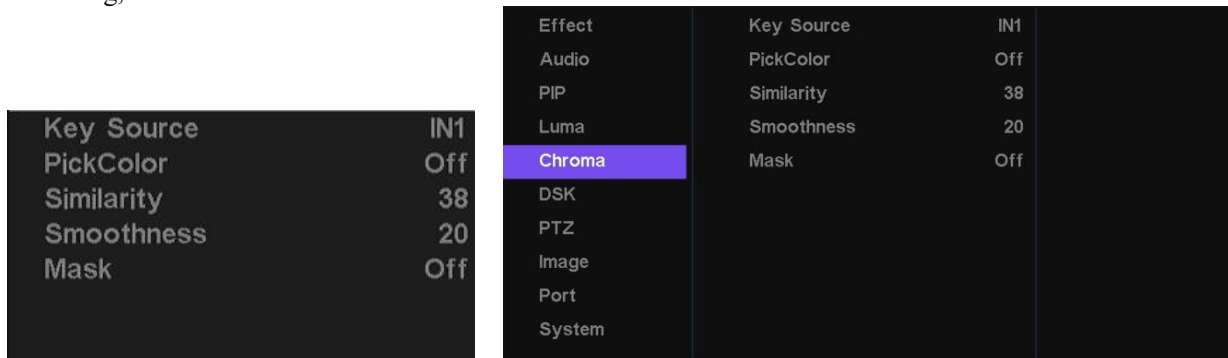 Key Source IN1
PickColor Off
Similarity 38
Smoothness 20
Mask Off
Effect Key Source IN1
Audio PickColor Off
PIP Similarity 38
Luma Smoothness 20
Chroma Mask Off
DSK
PTZ
Image
Port
System